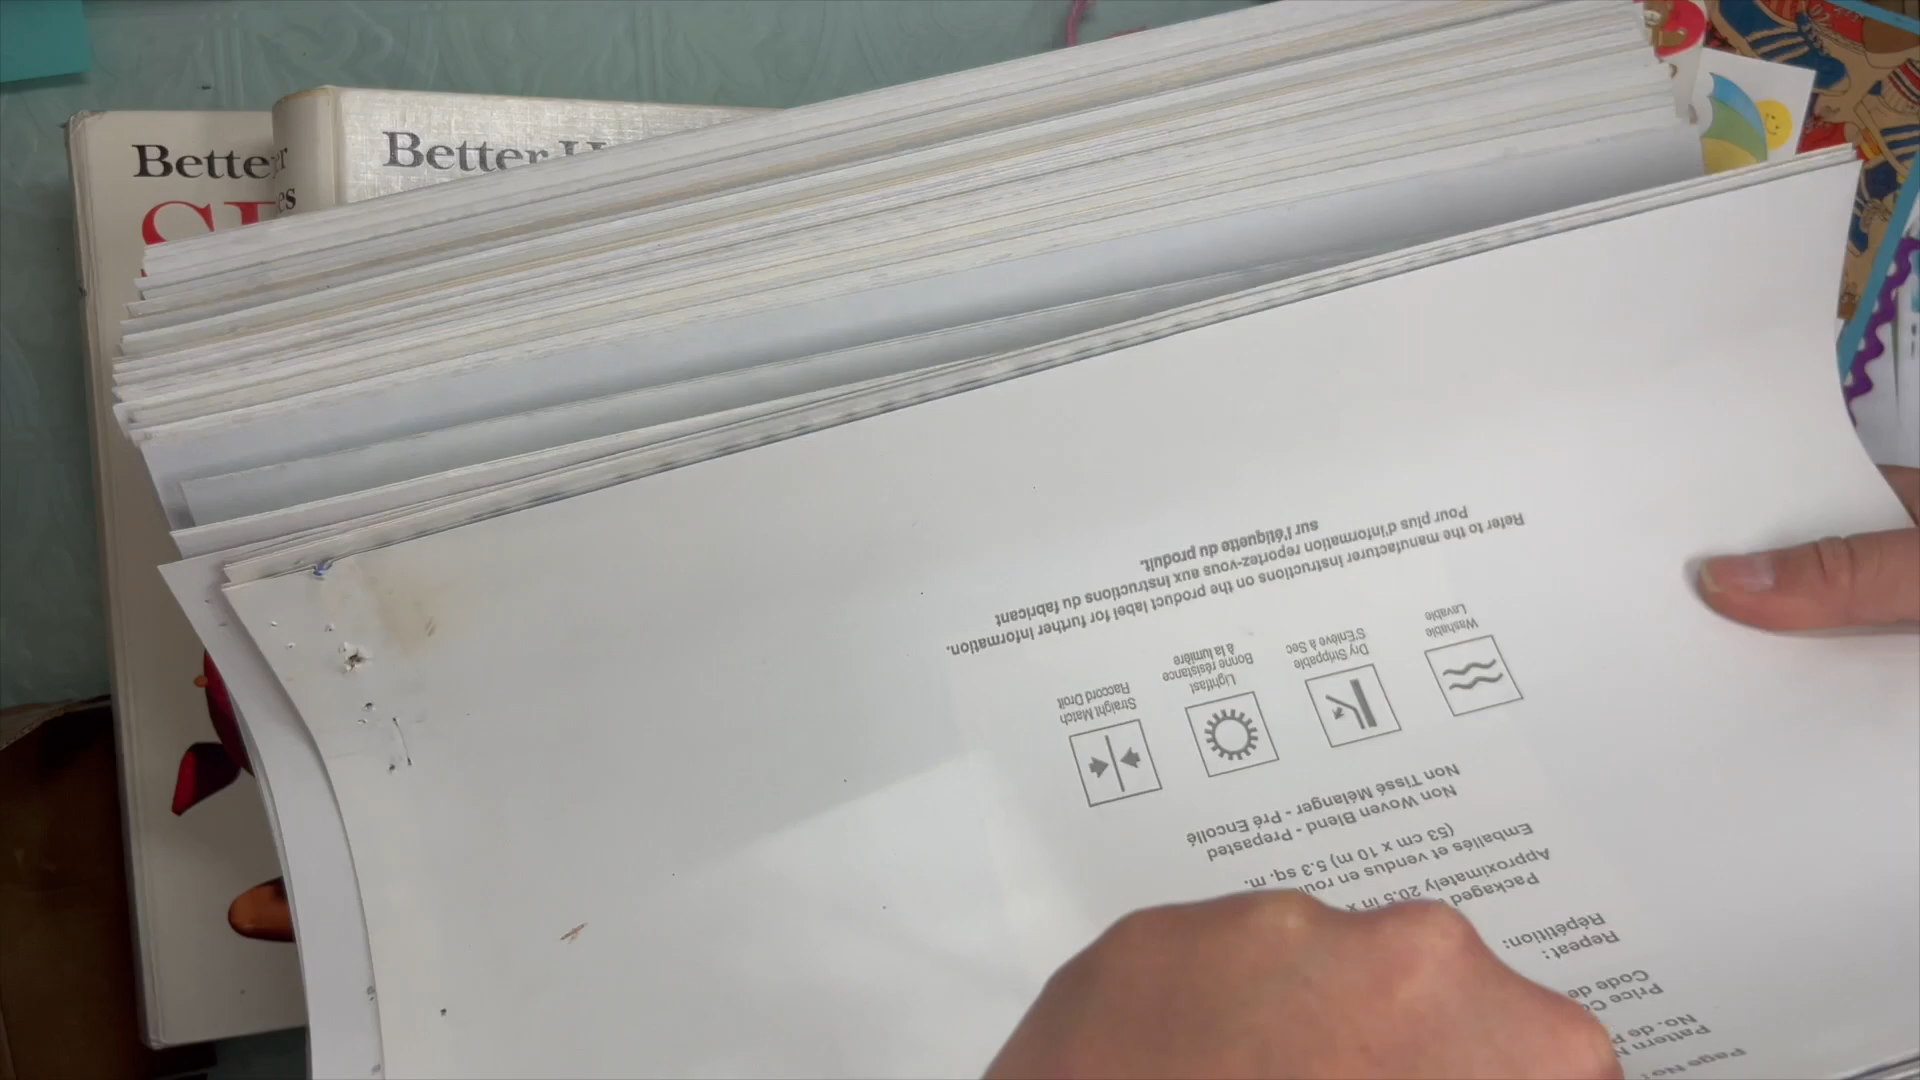 Better
es
Better
Page No
Pattern
No. de
Price
Code de
Repeat:
Répétition:
Packaged
Approximately 20.5 in x
Emballés et vendus en
(53 cm x 10 m) 5.3 sq. m.
Non Woven Blend - Prepasted
Non Tissé Mélanger - Pré Encollé
Washable
Lavable
Dry Strippable
S'Enlève à Sec
Lightfast
Bonne résistance
à la lumière
Straight Match
Raccord Droit
Refer to the manufacturer instructions on the product label for further information.
Pour plus d'information reportez-vous aux instructions du fabricant
sur l'étiquette du produit.